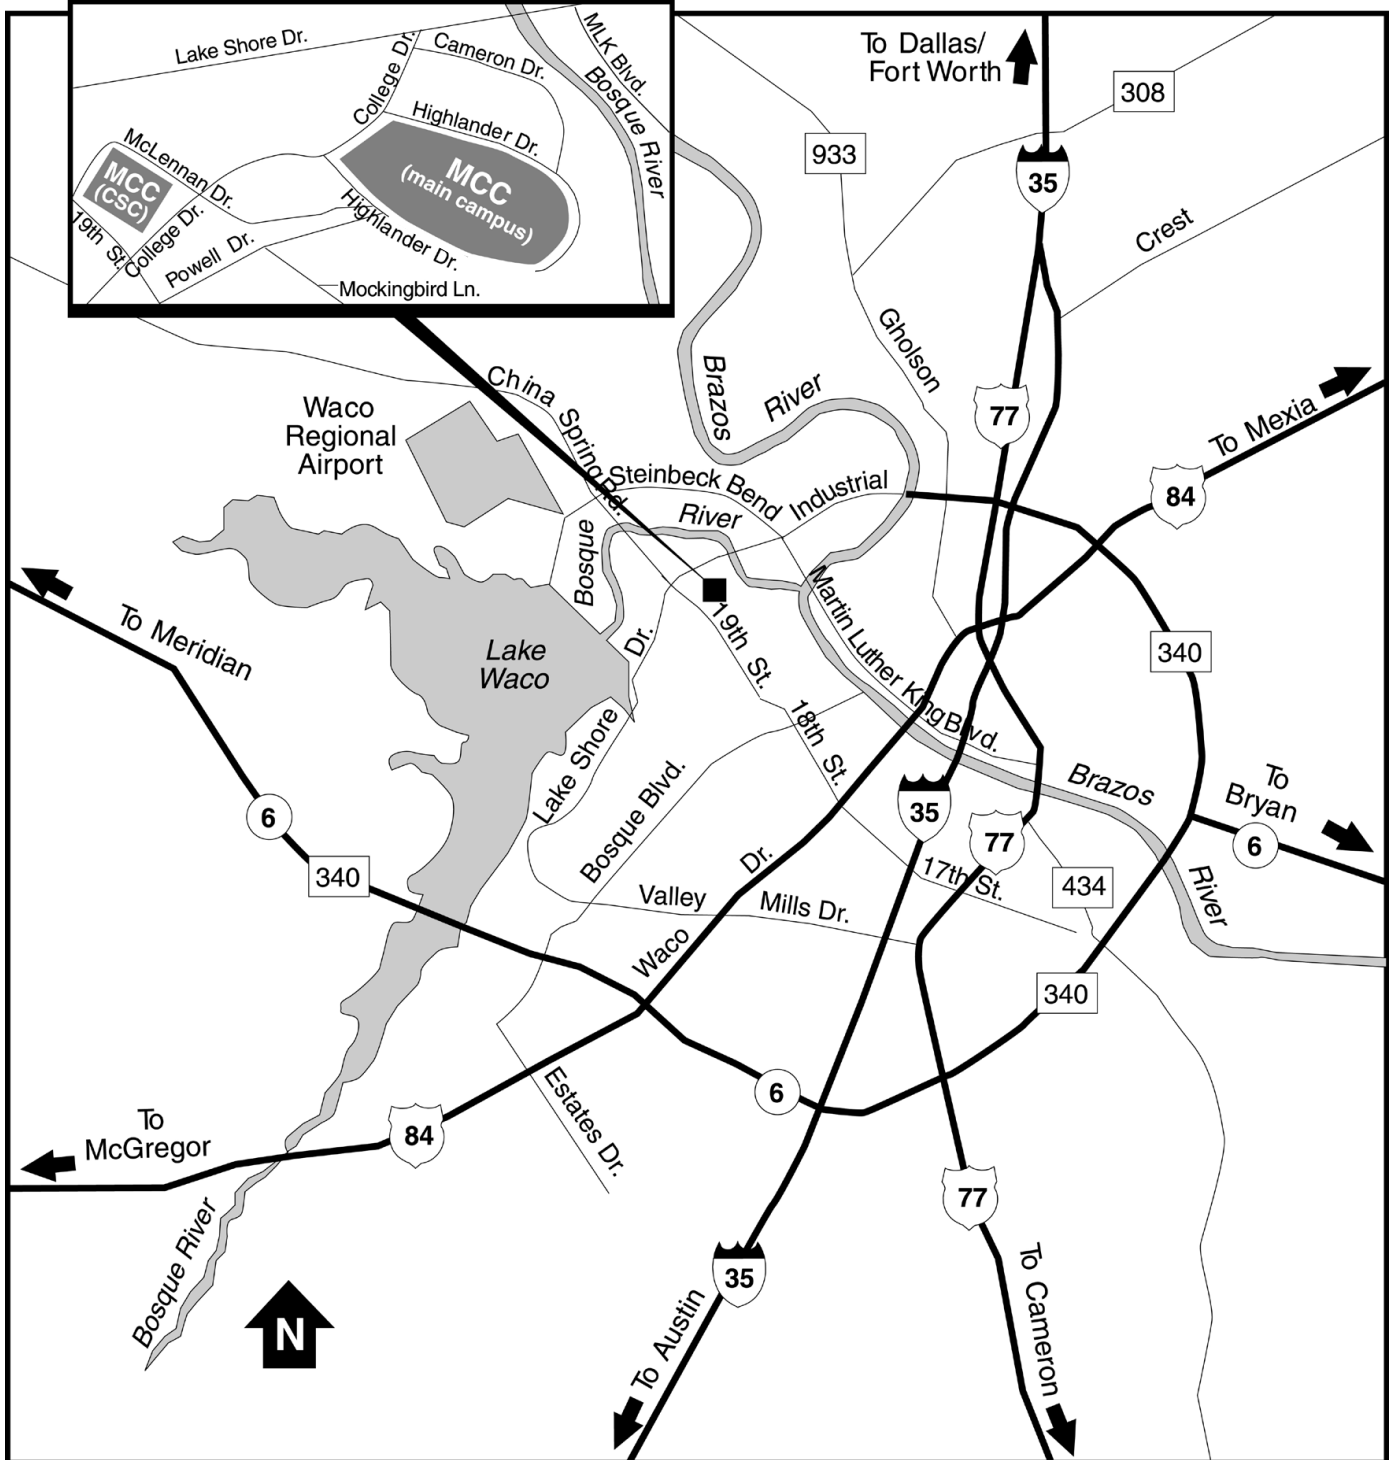 Lake Shore Dr.
College Dr.
Cameron Dr.
MLK Blvd.
Bosque River
Highlander Dr.
McLennan Dr.
MCC
(CSC)
MCC
(main campus)
Highlander Dr.
19th St.
College Dr.
Powell Dr.
Mockingbird Ln.
To Dallas/
Fort Worth
308
933
35
Crest
Gholson
Brazos
River
77
To Mexia
84
China Spring Rd.
Waco
Regional
Airport
Steinbeck Bend
Industrial
River
Bosque
To Meridian
Lake
Waco
Dr.
19th St.
Martin Luther King Blvd.
340
18th St.
Lake Shore
Bosque Blvd.
Brazos
To
Bryan
6
35
77
6
340
Dr.
17th St.
434
River
Valley
Mills Dr.
Waco
340
6
To
McGregor
84
Estates Dr.
77
Bosque River
35
N
To Austin
To Cameron